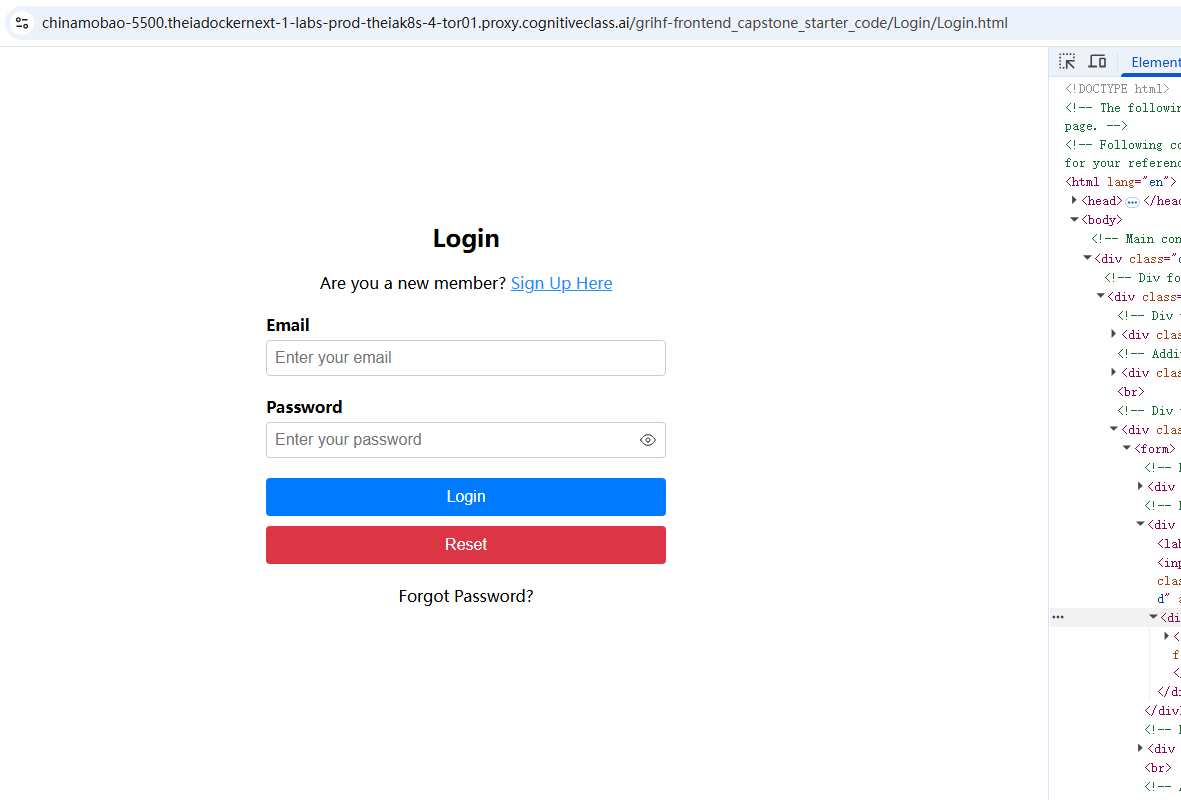 chinamobao-5500.theiadockernext-1-labs-prod-theiak8s-4-tor01.proxy.cognitiveclass.ai/grihf-frontend_capstone_starter_code/Login/Login.html
Element
<!DOCTYPE html>
<!-- The followin
page. -->
<!-- Following co
for your referenc
<html lang="en">
<head> ••• </head
<body>
<!-- Main con
<div class="c
<!-- Div fo
<div class=
<!-- Div
<div clas
<!-- Addi
<div clas
<br>
<!-- Div
<div clas
<form>
<!--
<div
<!--
<div
<lab
<inp
clas
d"
•••
<di
<
f
<
</di
</div
<!--
<div
<br>
<!--
Login
Are you a new member? Sign Up Here
Email
Enter your email
Password
Enter your password
Login
Reset
Forgot Password?